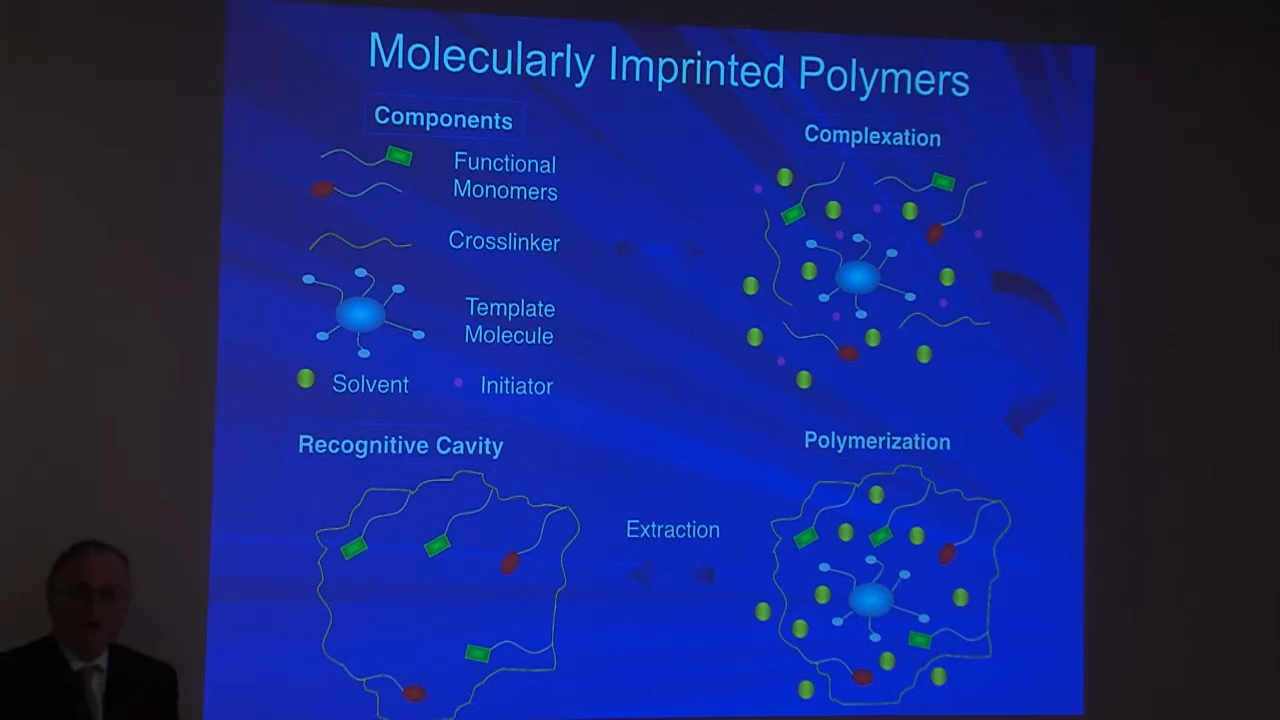 Molecularly Imprinted Polymers
Components
Functional
Monomers
Crosslinker
Template
Molecule
Solvent
Initiator
Complexation
Polymerization
Extraction
Recognitive Cavity